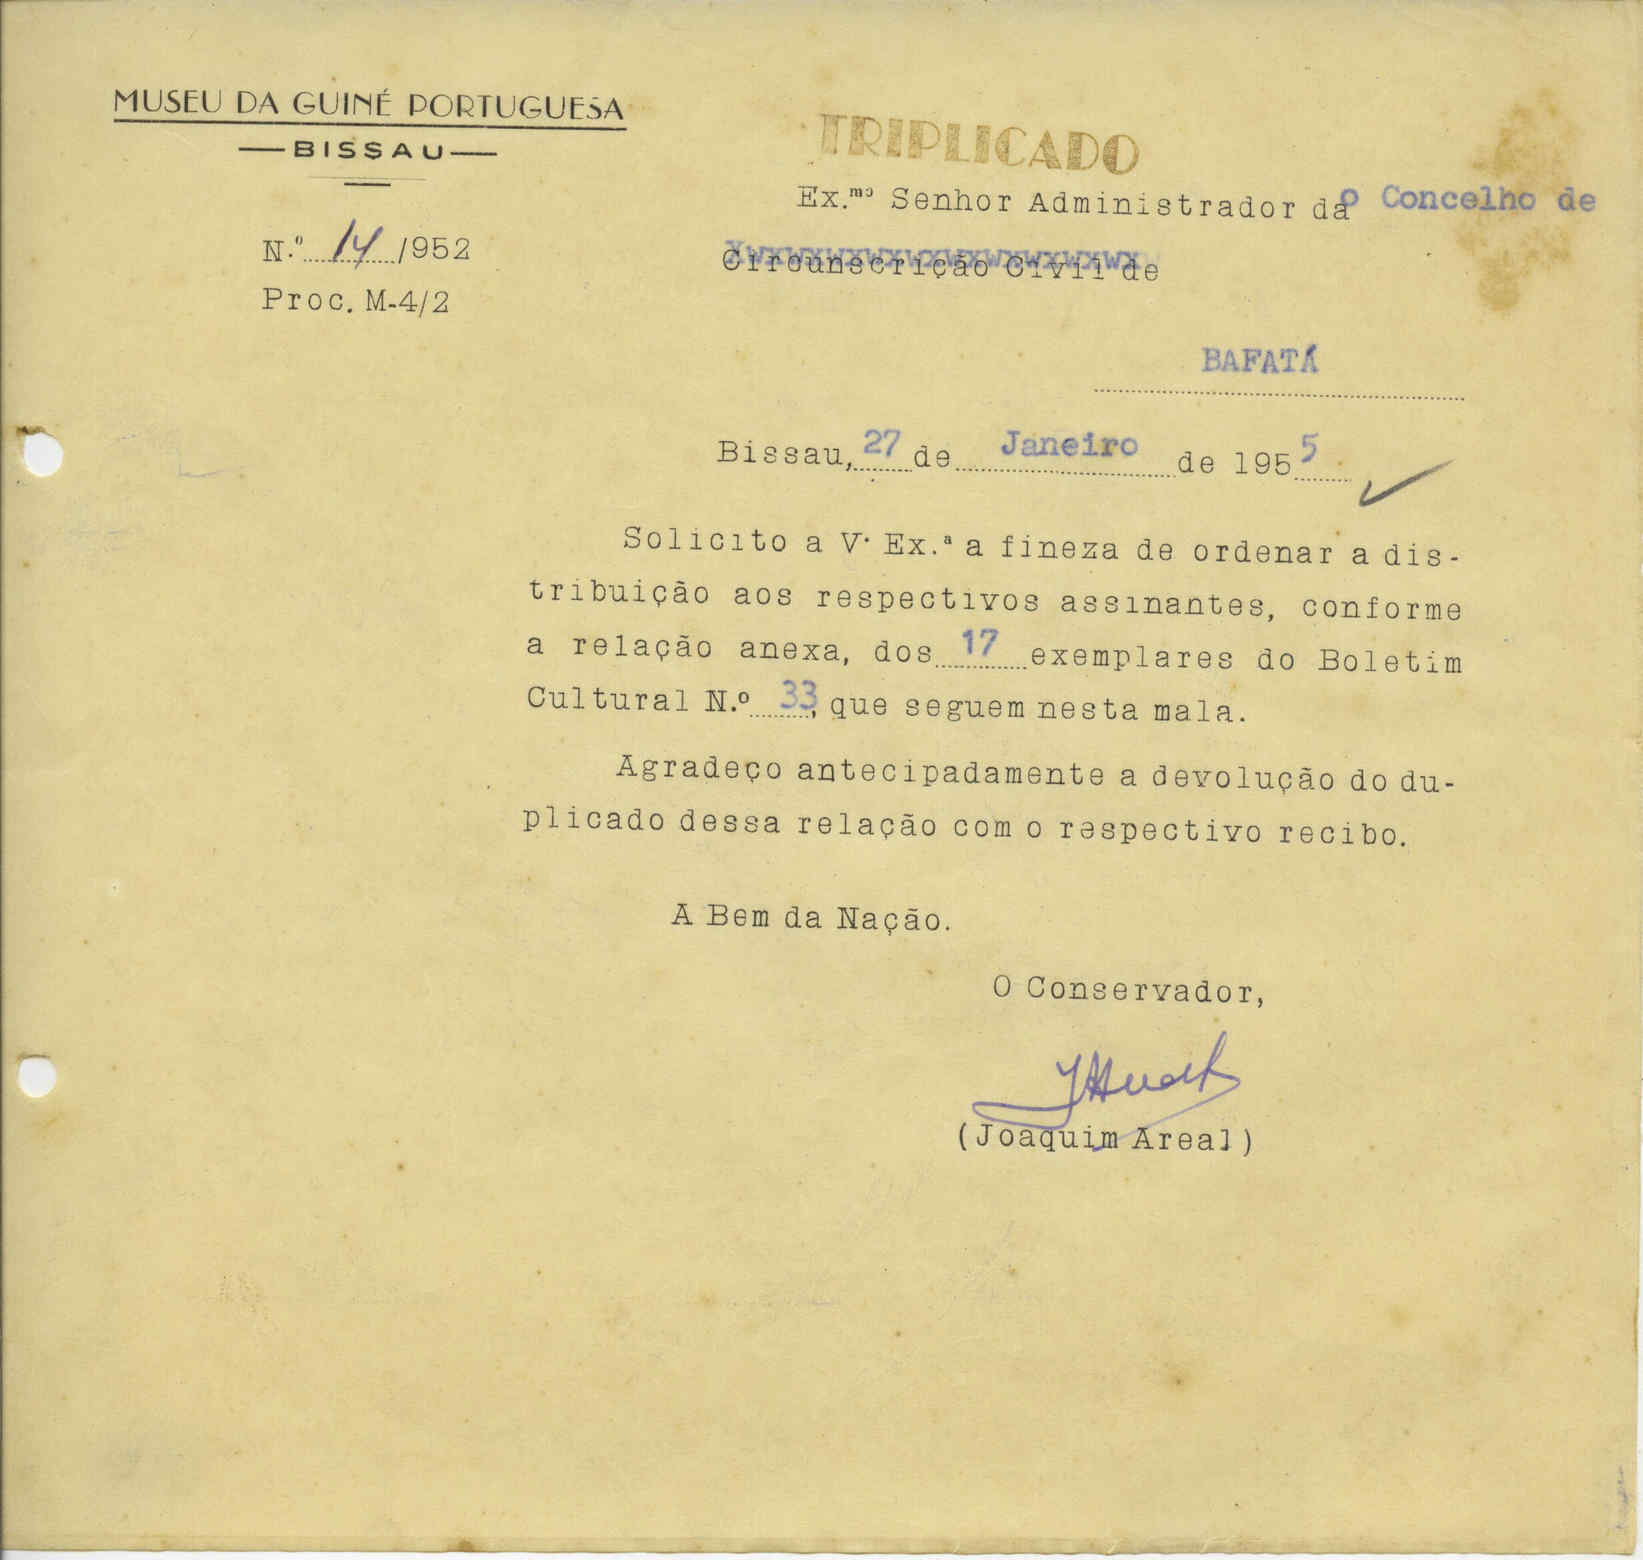 MUSEU DA GUINÉ PORTUGUESA
BISSAU
N.º 14 /952
Proc. M-4/2
TRIPLICADO
Ex.mo Senhor Administrador do Concelho de
Circunscrição Civil de
BAFATÁ
Bissau, 27 de Janeiro de 1955
Solicito a V. Ex.ª a fineza de ordenar a dis-
tribuição aos respectivos assinantes, conforme
a relação anexa, dos 17 exemplares do Boletim
Cultural N.º 33, que seguem nesta mala.
Agradeço antecipadamente a devolução do du-
plicado dessa relação com o respectivo recibo.
A Bem da Nação.
O Conservador,
(Joaquim Areal)